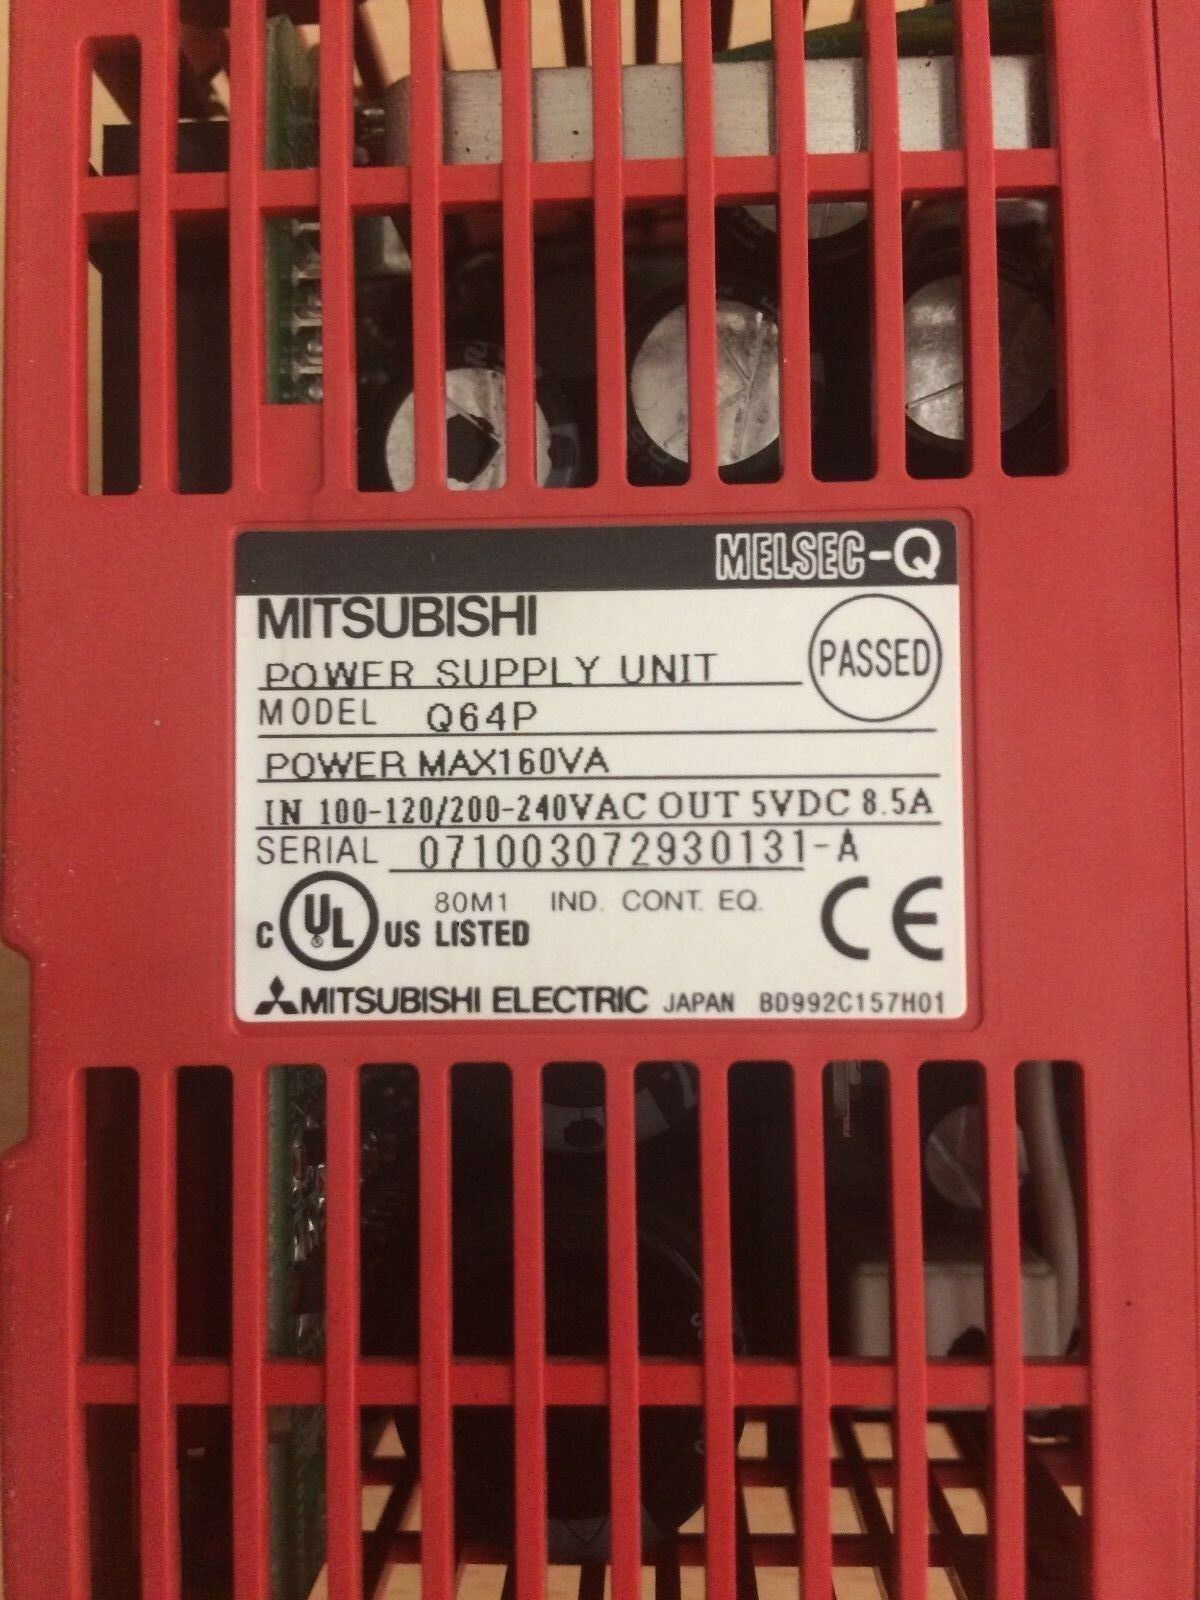 MELSEC-Q
MITSUBISHI
POWER SUPPLY UNIT
PASSED
MODEL Q64P
POWER MAX160VA
IN 100-120/200-240VAC OUT 5VDC 8.5A
SERIAL 071003072930131-A
80M1 IND. CONT. EQ.
C UL® US LISTED
CE
MITSUBISHI ELECTRIC JAPAN BD992C157H01